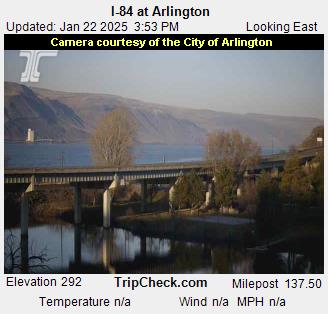 I-84 at Arlington
Updated: Jan 22 2025 3:53 PM Looking East
Camera courtesy of the City of Arlington
Elevation 292 TripCheck.com Milepost 137.50
Temperature n/a Wind n/a MPH n/a